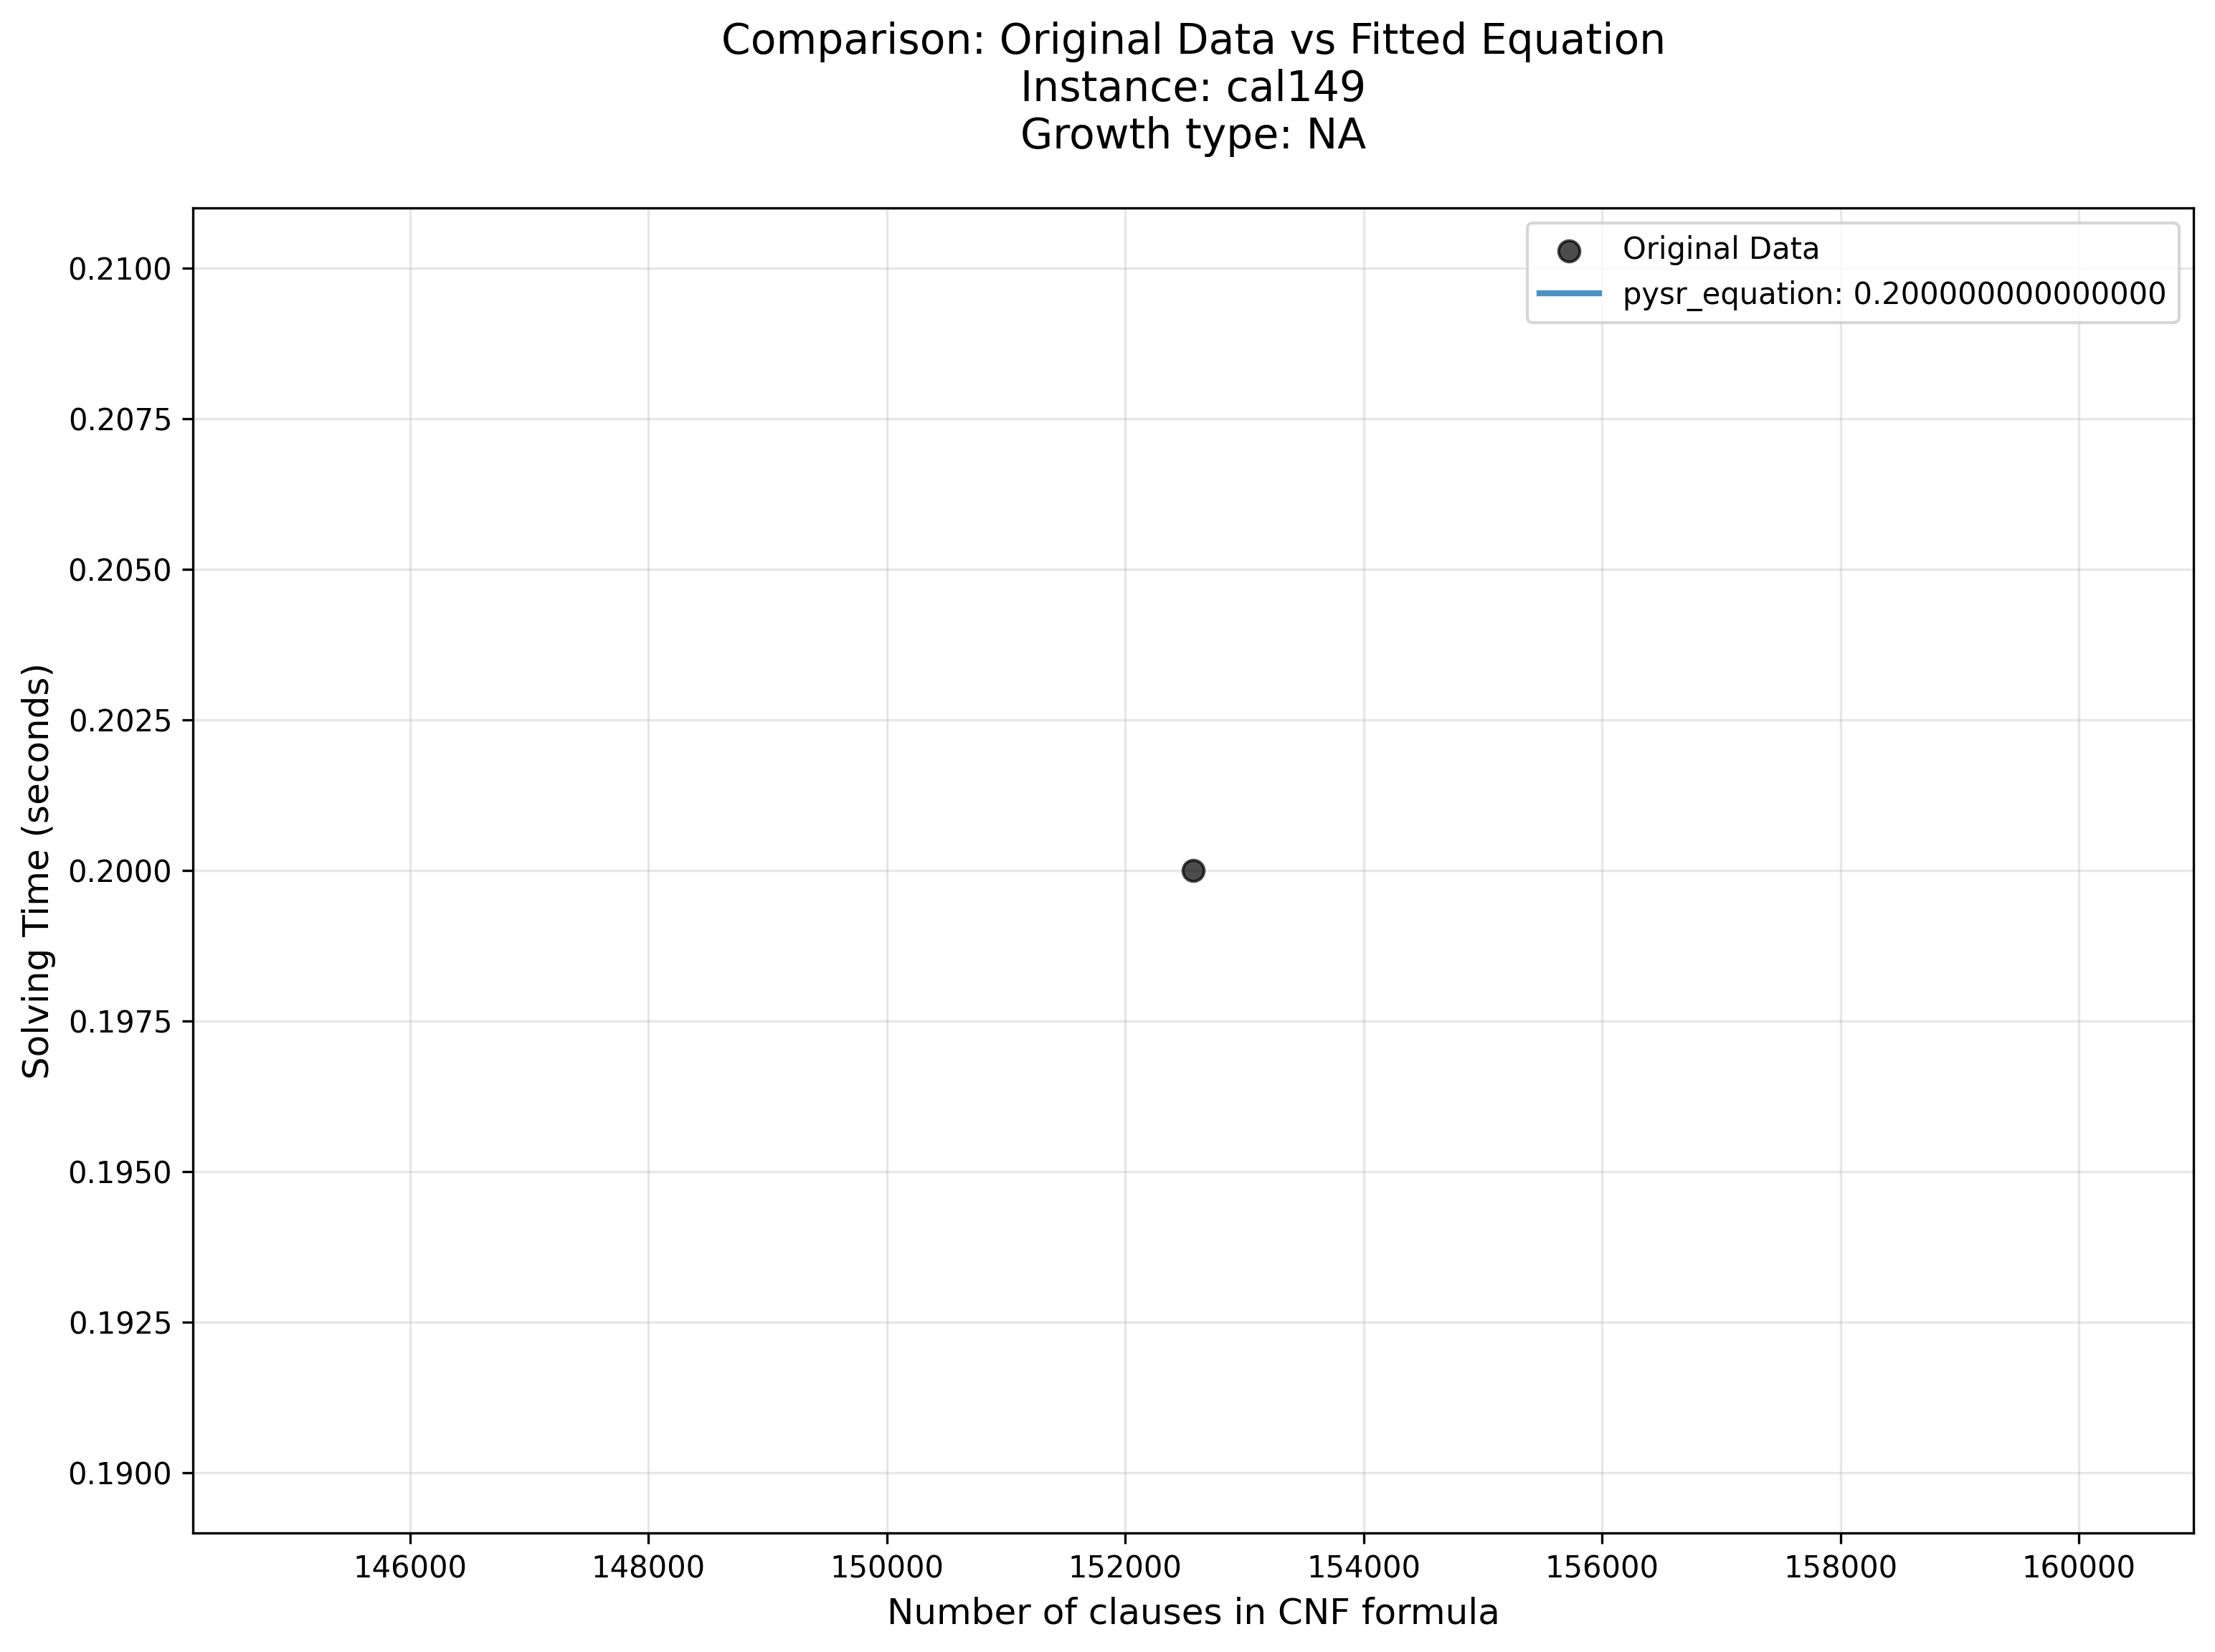 Comparison: Original Data vs Fitted Equation
Instance: cal149
Growth type: NA
Original Data
pysr_equation: 0.200000000000000
0.2100
0.2075
0.2050
0.2025
0.2000
0.1975
0.1950
0.1925
0.1900
Solving Time (seconds)
146000
148000
150000
152000
154000
156000
158000
160000
Number of clauses in CNF formula